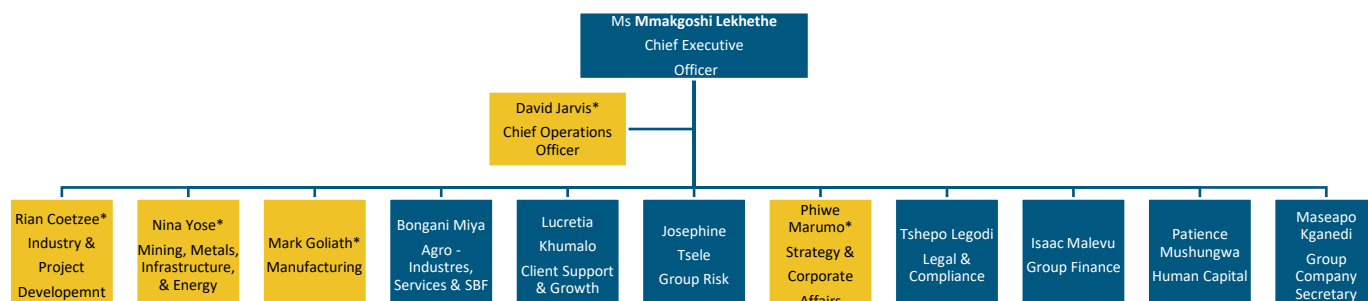 Ms Mmakgoshi Lekhethe
Chief Executive
Officer
David Jarvis*
Chief Operations
Officer
Rian Coetzee*
Industry &
Project
Developemnt
Nina Yose*
Mining, Metals,
Infrastructure,
& Energy
Mark Goliath*
Manufacturing
Bongani Miya
Agro -
Industres,
Services & SBF
Lucretia
Khumalo
Client Support
& Growth
Josephine
Tsele
Group Risk
Phiwe
Marumo*
Strategy &
Corporate
Affairs
Tshepo Legodi
Legal &
Compliance
Isaac Malevu
Group Finance
Patience
Mushungwa
Human Capital
Maseapo
Kganedi
Group
Company
Secretary